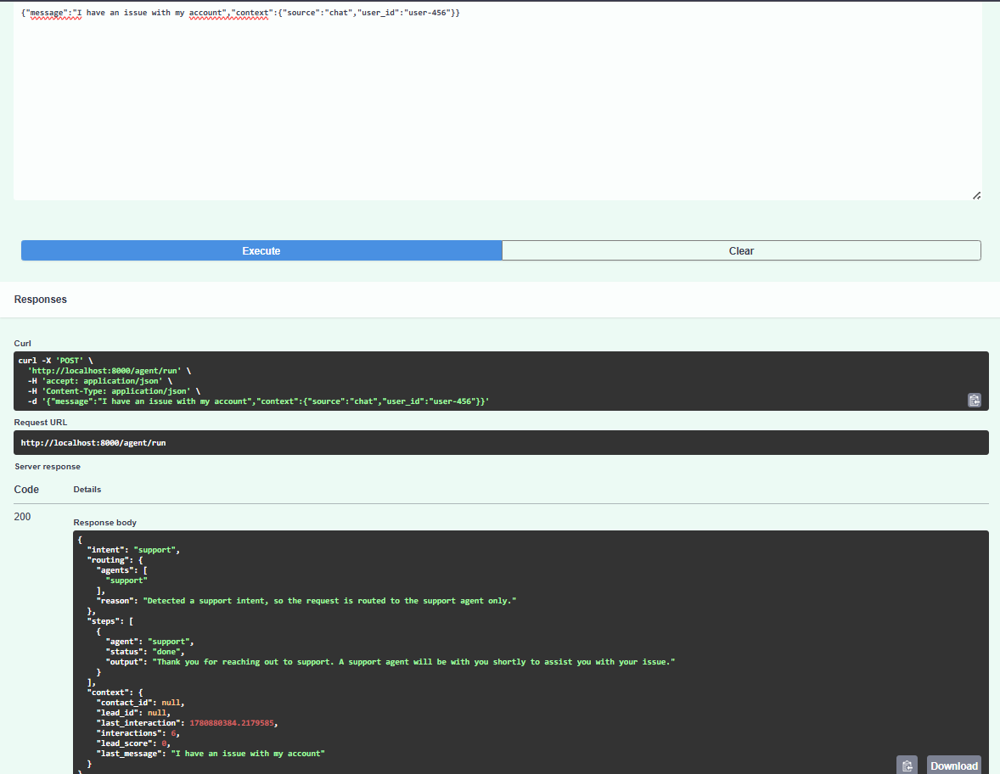 {"message":"I have an issue with my account","context":{"source":"chat","user_id":"user-456"}}
Execute
Clear
Responses
Curl
curl -X 'POST' \
  'http://localhost:8000/agent/run' \
  -H 'accept: application/json' \
  -H 'Content-Type: application/json' \
  -d '{"message":"I have an issue with my account","context":{"source":"chat","user_id":"user-456"}}'
Request URL
http://localhost:8000/agent/run
Server response
Code Details
200
Response body
{
  "intent": "support",
  "routing": {
    "agents": [
      "support"
    ],
    "reason": "Detected a support intent, so the request is routed to the support agent only."
  },
  "steps": [
    {
      "agent": "support",
      "status": "done",
      "output": "Thank you for reaching out to support. A support agent will be with you shortly to assist you with your issue."
    }
  ],
  "context": {
    "contact_id": null,
    "lead_id": null,
    "last_interaction": 1780880384.2179585,
    "interactions": 6,
    "lead_score": 0,
    "last_message": "I have an issue with my account"
  }
}
Download